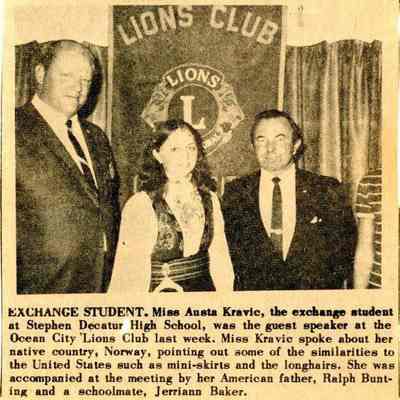 LIONS CLUB
LIONS
L
EXCHANGE STUDENT. Miss Austa Kravic, the exchange student
at Stephen Decatur High School, was the guest speaker at the
Ocean City Lions Club last week. Miss Kravic spoke about her
native country, Norway, pointing out some of the similarities to
the United States such as mini-skirts and the longhairs. She was
accompanied at the meeting by her American father, Ralph Bunt-
ing and a schoolmate, Jerriann Baker.